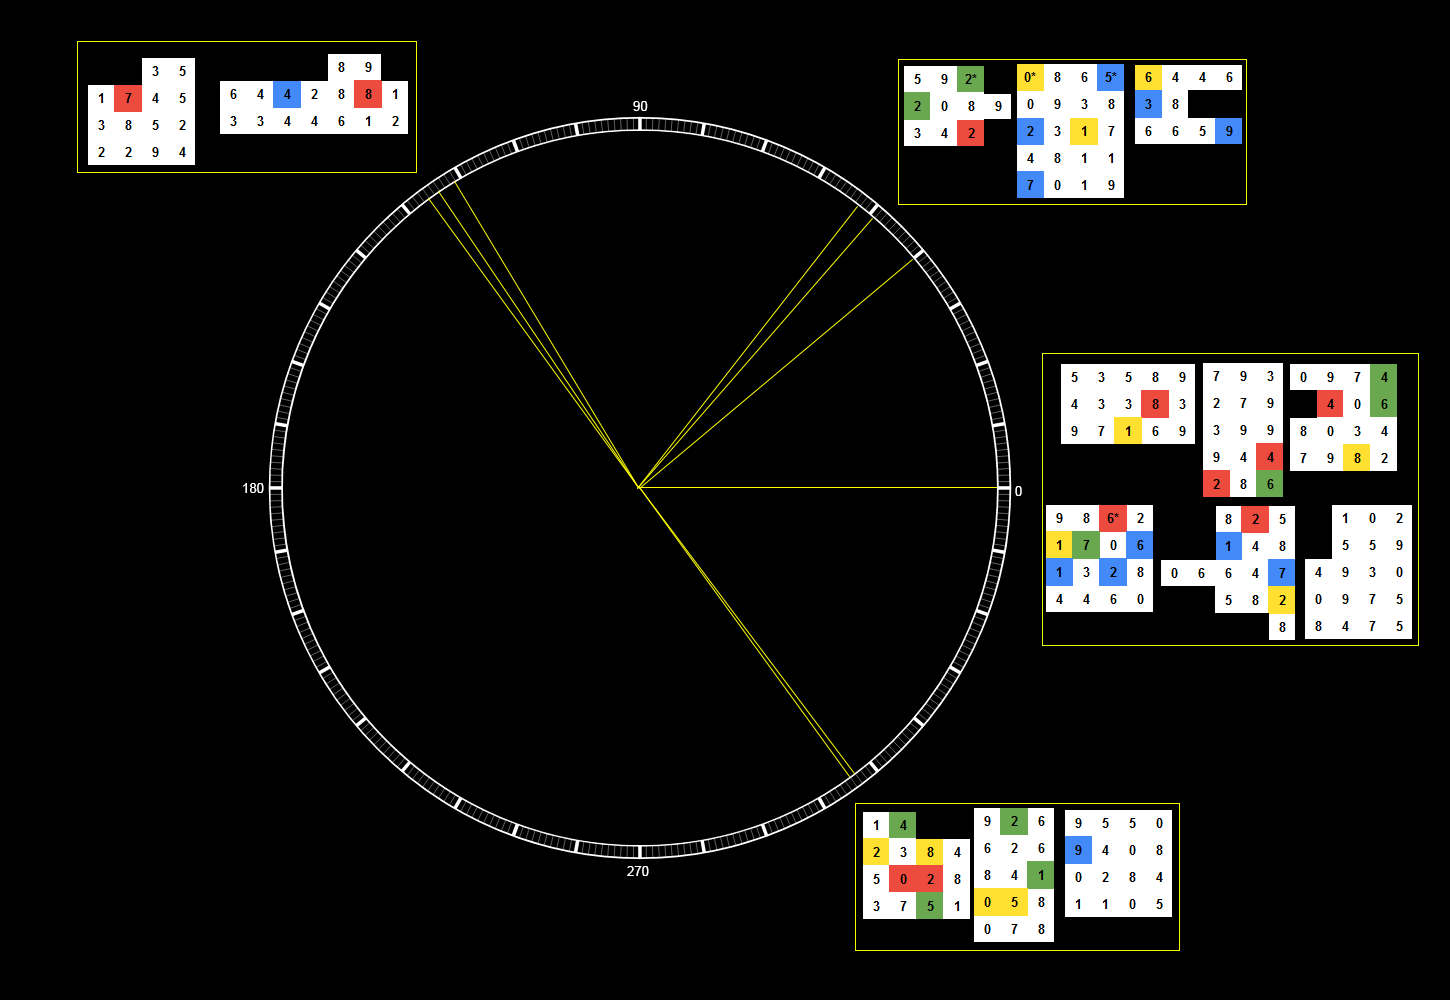 3 5
1 7 4 5
3 8 5 2
2 2 9 4
8 9
6 4 4 2 8 8 1
3 3 4 4 6 1 2
90
5 9 2*
2 0 8 9
3 4 2
0* 8 6 5*
0 9 3 8
2 3 1 7
4 8 1 1
7 0 1 9
6 4 4 6
3 8
6 6 5 9
180
0
5 3 5 8 9
4 3 3 8 3
9 7 1 6 9
7 9 3
2 7 9
3 9 9
9 4 4
2 8 6
0 9 7 4
4 0 6
8 0 3 4
7 9 8 2
9 8 6* 2
1 7 0 6
1 3 2 8
4 4 6 0
8 2 5
1 4 8
0 6 6 4 7
5 8 2
8
1 0 2
5 5 9
4 9 3 0
0 9 7 5
8 4 7 5
270
1 4
2 3 8 4
5 0 2 8
3 7 5 1
9 2 6
6 2 6
8 4 1
0 5 8
0 7 8
9 5 5 0
9 4 0 8
0 2 8 4
1 1 0 5